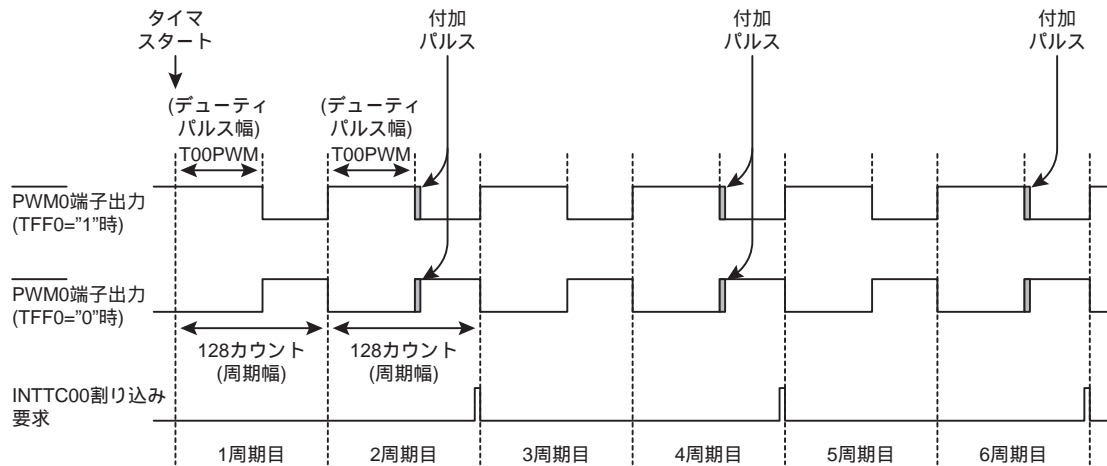 タイマ
スタート
付加
パルス
付加
パルス
付加
パルス
(デューティ
パルス幅)
T00PWM
(デューティ
パルス幅)
T00PWM
PWM0端子出力
(TFF0="1"時)
PWM0端子出力
(TFF0="0"時)
128カウント
(周期幅)
128カウント
(周期幅)
INTTC00割り込み
要求
1周期目
2周期目
3周期目
4周期目
5周期目
6周期目